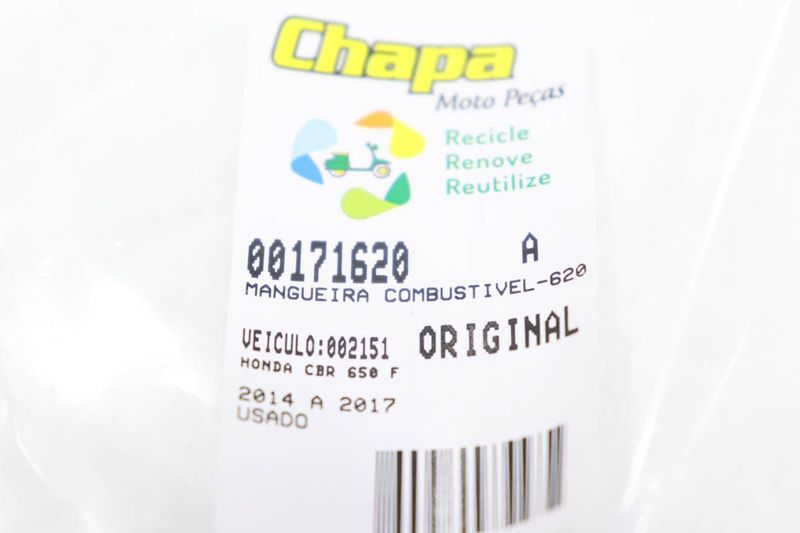 Chapa
Moto Peças
Recicle
Renove
Reutilize
00171620 A
MANGUEIRA COMBUSTIVEL-620
VEICULO:002151 ORIGINAL
HONDA CBR 650 F
2014 A 2017
USADO